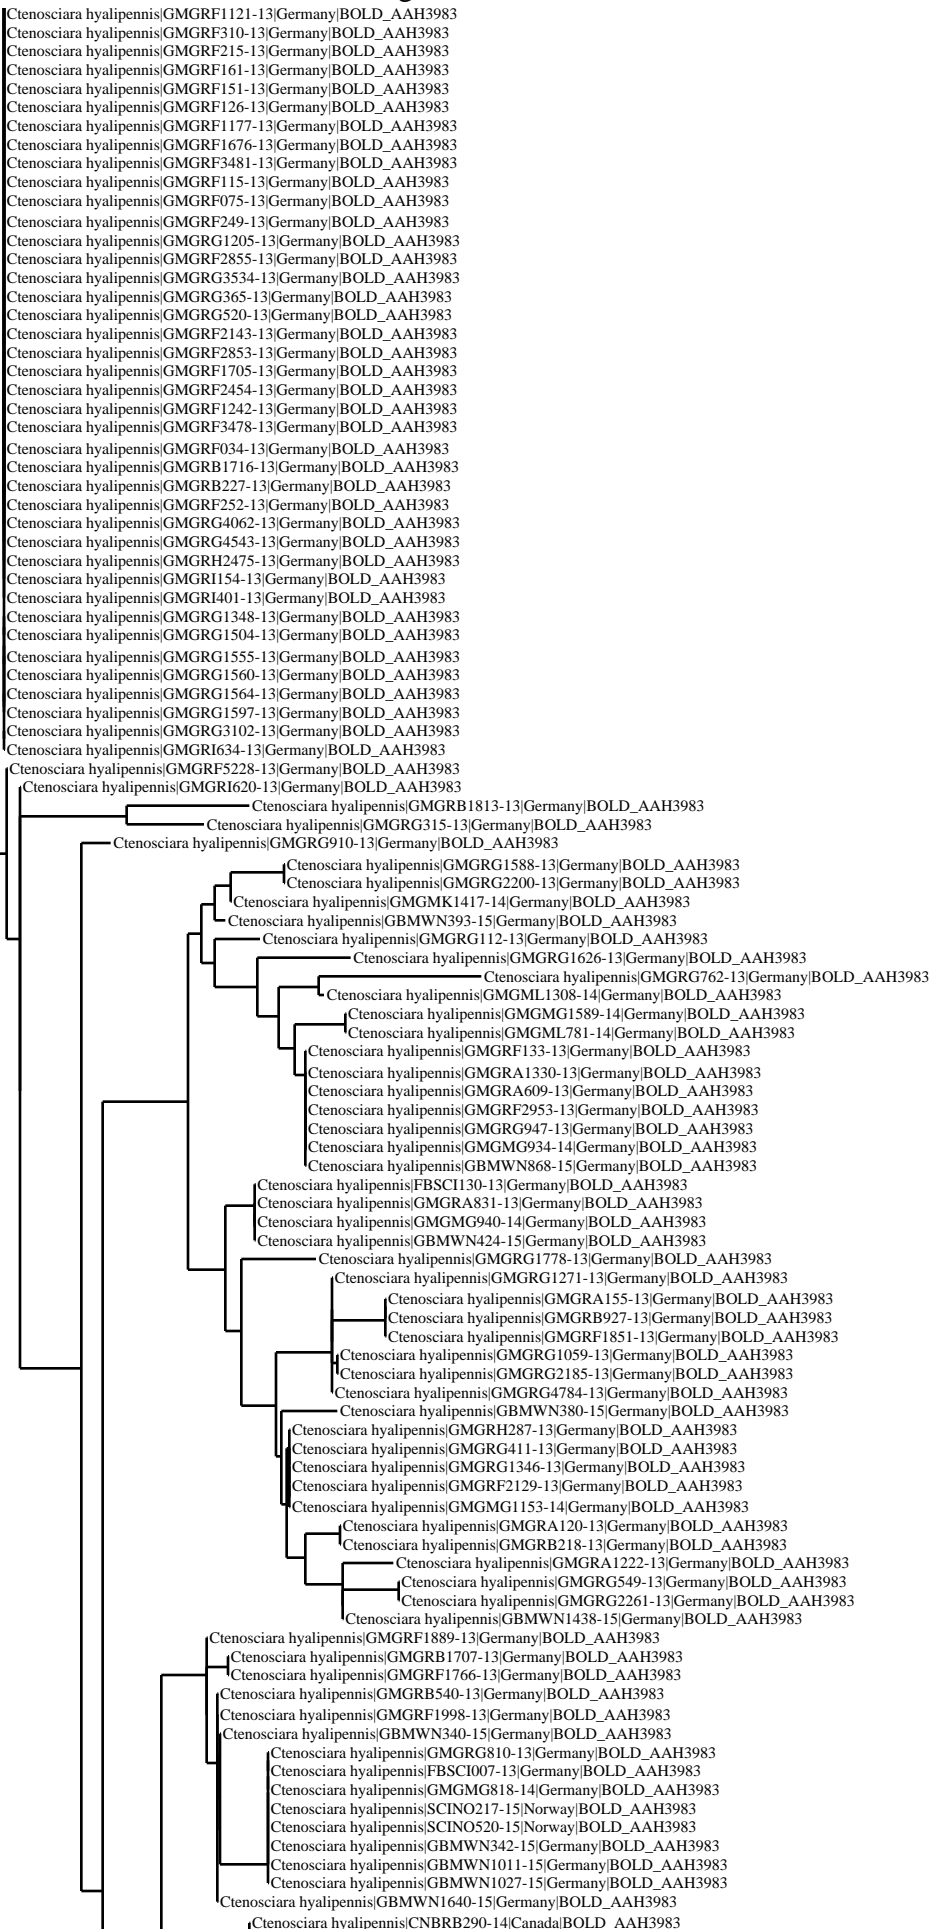 Ctenosciara hyalipennis|GMGRF1121-13|Germany|BOLD_AAH3983
Ctenosciara hyalipennis|GMGRF310-13|Germany|BOLD_AAH3983
Ctenosciara hyalipennis|GMGRF215-13|Germany|BOLD_AAH3983
Ctenosciara hyalipennis|GMGRF161-13|Germany|BOLD_AAH3983
Ctenosciara hyalipennis|GMGRF151-13|Germany|BOLD_AAH3983
Ctenosciara hyalipennis|GMGRF126-13|Germany|BOLD_AAH3983
Ctenosciara hyalipennis|GMGRF1177-13|Germany|BOLD_AAH3983
Ctenosciara hyalipennis|GMGRF1676-13|Germany|BOLD_AAH3983
Ctenosciara hyalipennis|GMGRF3481-13|Germany|BOLD_AAH3983
Ctenosciara hyalipennis|GMGRF115-13|Germany|BOLD_AAH3983
Ctenosciara hyalipennis|GMGRF075-13|Germany|BOLD_AAH3983
Ctenosciara hyalipennis|GMGRF249-13|Germany|BOLD_AAH3983
Ctenosciara hyalipennis|GMGRG1205-13|Germany|BOLD_AAH3983
Ctenosciara hyalipennis|GMGRF2855-13|Germany|BOLD_AAH3983
Ctenosciara hyalipennis|GMGRG3534-13|Germany|BOLD_AAH3983
Ctenosciara hyalipennis|GMGRG365-13|Germany|BOLD_AAH3983
Ctenosciara hyalipennis|GMGRG520-13|Germany|BOLD_AAH3983
Ctenosciara hyalipennis|GMGRF2143-13|Germany|BOLD_AAH3983
Ctenosciara hyalipennis|GMGRF2853-13|Germany|BOLD_AAH3983
Ctenosciara hyalipennis|GMGRF1705-13|Germany|BOLD_AAH3983
Ctenosciara hyalipennis|GMGRF2454-13|Germany|BOLD_AAH3983
Ctenosciara hyalipennis|GMGRF1242-13|Germany|BOLD_AAH3983
Ctenosciara hyalipennis|GMGRF3478-13|Germany|BOLD_AAH3983
Ctenosciara hyalipennis|GMGRF034-13|Germany|BOLD_AAH3983
Ctenosciara hyalipennis|GMGRB1716-13|Germany|BOLD_AAH3983
Ctenosciara hyalipennis|GMGRB227-13|Germany|BOLD_AAH3983
Ctenosciara hyalipennis|GMGRF252-13|Germany|BOLD_AAH3983
Ctenosciara hyalipennis|GMGRG4062-13|Germany|BOLD_AAH3983
Ctenosciara hyalipennis|GMGRG4543-13|Germany|BOLD_AAH3983
Ctenosciara hyalipennis|GMGRH2475-13|Germany|BOLD_AAH3983
Ctenosciara hyalipennis|GMGRI154-13|Germany|BOLD_AAH3983
Ctenosciara hyalipennis|GMGRI401-13|Germany|BOLD_AAH3983
Ctenosciara hyalipennis|GMGRG1348-13|Germany|BOLD_AAH3983
Ctenosciara hyalipennis|GMGRG1504-13|Germany|BOLD_AAH3983
Ctenosciara hyalipennis|GMGRG1555-13|Germany|BOLD_AAH3983
Ctenosciara hyalipennis|GMGRG1560-13|Germany|BOLD_AAH3983
Ctenosciara hyalipennis|GMGRG1564-13|Germany|BOLD_AAH3983
Ctenosciara hyalipennis|GMGRG1597-13|Germany|BOLD_AAH3983
Ctenosciara hyalipennis|GMGRG3102-13|Germany|BOLD_AAH3983
Ctenosciara hyalipennis|GMGRI634-13|Germany|BOLD_AAH3983
Ctenosciara hyalipennis|GMGRF5228-13|Germany|BOLD_AAH3983
Ctenosciara hyalipennis|GMGRI620-13|Germany|BOLD_AAH3983
Ctenosciara hyalipennis|GMGRB1813-13|Germany|BOLD_AAH3983
Ctenosciara hyalipennis|GMGRG315-13|Germany|BOLD_AAH3983
Ctenosciara hyalipennis|GMGRG910-13|Germany|BOLD_AAH3983
Ctenosciara hyalipennis|GMGRG1588-13|Germany|BOLD_AAH3983
Ctenosciara hyalipennis|GMGRG2200-13|Germany|BOLD_AAH3983
Ctenosciara hyalipennis|GMGMK1417-14|Germany|BOLD_AAH3983
Ctenosciara hyalipennis|GBMWN393-15|Germany|BOLD_AAH3983
Ctenosciara hyalipennis|GMGRG112-13|Germany|BOLD_AAH3983
Ctenosciara hyalipennis|GMGRG1626-13|Germany|BOLD_AAH3983
Ctenosciara hyalipennis|GMGRG762-13|Germany|BOLD_AAH3983
Ctenosciara hyalipennis|GMGML1308-14|Germany|BOLD_AAH3983
Ctenosciara hyalipennis|GMGMG1589-14|Germany|BOLD_AAH3983
Ctenosciara hyalipennis|GMGML781-14|Germany|BOLD_AAH3983
Ctenosciara hyalipennis|GMGRF133-13|Germany|BOLD_AAH3983
Ctenosciara hyalipennis|GMGRA1330-13|Germany|BOLD_AAH3983
Ctenosciara hyalipennis|GMGRA609-13|Germany|BOLD_AAH3983
Ctenosciara hyalipennis|GMGRF2953-13|Germany|BOLD_AAH3983
Ctenosciara hyalipennis|GMGRG947-13|Germany|BOLD_AAH3983
Ctenosciara hyalipennis|GMGMG934-14|Germany|BOLD_AAH3983
Ctenosciara hyalipennis|GBMWN868-15|Germany|BOLD_AAH3983
Ctenosciara hyalipennis|FBSCI130-13|Germany|BOLD_AAH3983
Ctenosciara hyalipennis|GMGRA831-13|Germany|BOLD_AAH3983
Ctenosciara hyalipennis|GMGMG940-14|Germany|BOLD_AAH3983
Ctenosciara hyalipennis|GBMWN424-15|Germany|BOLD_AAH3983
Ctenosciara hyalipennis|GMGRG1778-13|Germany|BOLD_AAH3983
Ctenosciara hyalipennis|GMGRG1271-13|Germany|BOLD_AAH3983
Ctenosciara hyalipennis|GMGRA155-13|Germany|BOLD_AAH3983
Ctenosciara hyalipennis|GMGRB927-13|Germany|BOLD_AAH3983
Ctenosciara hyalipennis|GMGRF1851-13|Germany|BOLD_AAH3983
Ctenosciara hyalipennis|GMGRG1059-13|Germany|BOLD_AAH3983
Ctenosciara hyalipennis|GMGRG2185-13|Germany|BOLD_AAH3983
Ctenosciara hyalipennis|GMGRG4784-13|Germany|BOLD_AAH3983
Ctenosciara hyalipennis|GBMWN380-15|Germany|BOLD_AAH3983
Ctenosciara hyalipennis|GMGRH287-13|Germany|BOLD_AAH3983
Ctenosciara hyalipennis|GMGRG411-13|Germany|BOLD_AAH3983
Ctenosciara hyalipennis|GMGRG1346-13|Germany|BOLD_AAH3983
Ctenosciara hyalipennis|GMGRF2129-13|Germany|BOLD_AAH3983
Ctenosciara hyalipennis|GMGMG1153-14|Germany|BOLD_AAH3983
Ctenosciara hyalipennis|GMGRA120-13|Germany|BOLD_AAH3983
Ctenosciara hyalipennis|GMGRB218-13|Germany|BOLD_AAH3983
Ctenosciara hyalipennis|GMGRA1222-13|Germany|BOLD_AAH3983
Ctenosciara hyalipennis|GMGRG549-13|Germany|BOLD_AAH3983
Ctenosciara hyalipennis|GMGRG2261-13|Germany|BOLD_AAH3983
Ctenosciara hyalipennis|GBMWN1438-15|Germany|BOLD_AAH3983
Ctenosciara hyalipennis|GMGRF1889-13|Germany|BOLD_AAH3983
Ctenosciara hyalipennis|GMGRB1707-13|Germany|BOLD_AAH3983
Ctenosciara hyalipennis|GMGRF1766-13|Germany|BOLD_AAH3983
Ctenosciara hyalipennis|GMGRB540-13|Germany|BOLD_AAH3983
Ctenosciara hyalipennis|GMGRF1998-13|Germany|BOLD_AAH3983
Ctenosciara hyalipennis|GBMWN340-15|Germany|BOLD_AAH3983
Ctenosciara hyalipennis|GMGRG810-13|Germany|BOLD_AAH3983
Ctenosciara hyalipennis|FBSCI007-13|Germany|BOLD_AAH3983
Ctenosciara hyalipennis|GMGMG818-14|Germany|BOLD_AAH3983
Ctenosciara hyalipennis|SCINO217-15|Norway|BOLD_AAH3983
Ctenosciara hyalipennis|SCINO520-15|Norway|BOLD_AAH3983
Ctenosciara hyalipennis|GBMWN342-15|Germany|BOLD_AAH3983
Ctenosciara hyalipennis|GBMWN1011-15|Germany|BOLD_AAH3983
Ctenosciara hyalipennis|GBMWN1027-15|Germany|BOLD_AAH3983
Ctenosciara hyalipennis|GBMWN1640-15|Germany|BOLD_AAH3983
Ctenosciara hyalipennis|CNBRB290-14|Canada|BOLD_AAH3983